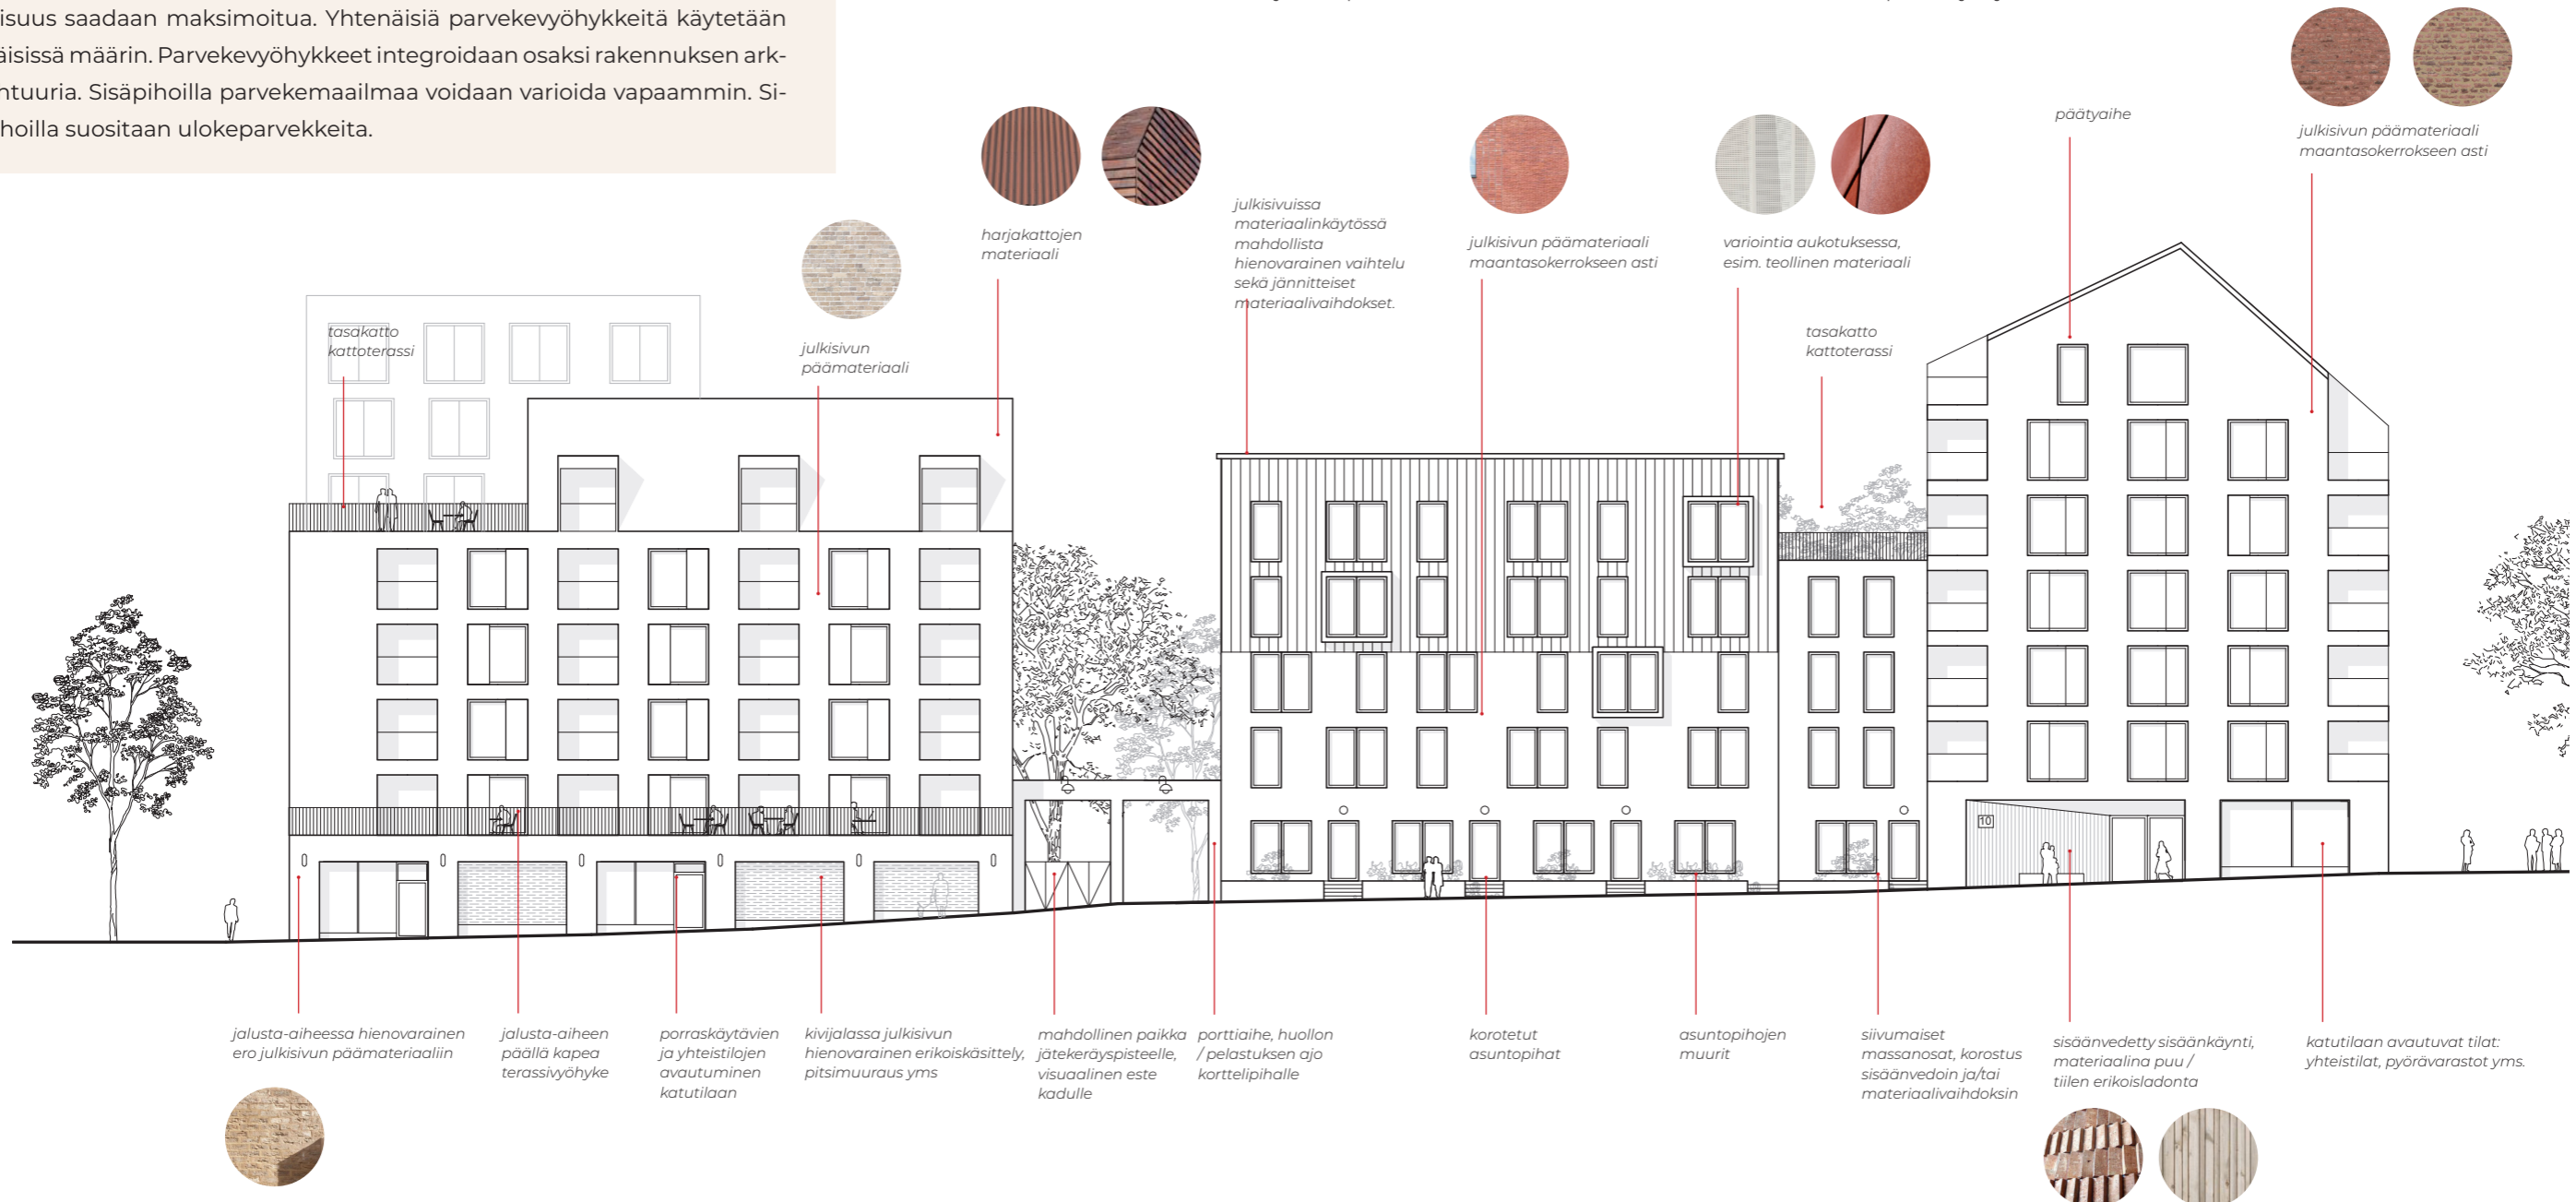 isuus saadaan maksimoitua. Yhtenäisiä parvekevyöhykkeitä käytetään
äisissä määrin. Parvekevyöhykkeet integroidaan osaksi rakennuksen ark-
ntuuria. Sisäpihoilla parvekemaailmaa voidaan varioida vapaammin. Si-
hoilla suositaan ulokeparvekkeita.
tasakatto
kattoterassi
julkisivun
päämateriaali
harjakattojen
materiaali
julkisivuissa
materiaalinkäytössä
mahdollista
hienovarainen vaihtelu
sekä jännitteiset
materiaalivaihdokset.
julkisivun päämateriaali
maantasokerrokseen asti
variointia aukotuksessa,
esim. teollinen materiaali
tasakatto
kattoterassi
päätyaihe
julkisivun päämateriaali
maantasokerrokseen asti
10
jalusta-aiheessa hienovarainen
ero julkisivun päämateriaaliin
jalusta-aiheen
päällä kapea
terassivyöhyke
porraskäytävien
ja yhteistilojen
avautuminen
katutilaan
kivijalassa julkisivun
hienovarainen erikoiskäsittely,
pitsimuuraus yms
mahdollinen paikka
jätekeräyspisteelle,
visuaalinen este
kadulle
porttiaihe, huollon
/ pelastuksen ajo
korttelipihalle
korotetut
asuntopihat
asuntopihojen
muurit
siivumaiset
massanosat, korostus
sisäänvedoin ja/tai
materiaalivaihdoksin
sisäänvedetty sisäänkäynti,
materiaalina puu /
tiilen erikoisladonta
katutilaan avautuvat tilat:
yhteistilat, pyörävarastot yms.